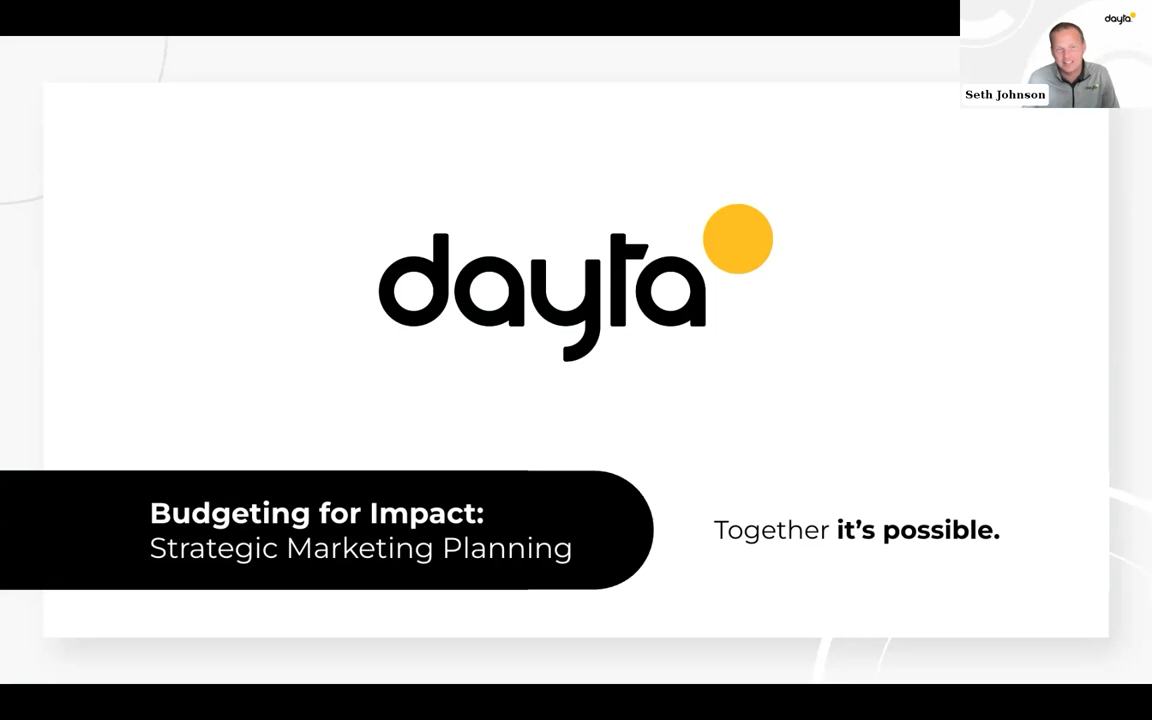 dayta
Seth Johnson
dayta
Budgeting for Impact:
Strategic Marketing Planning
Together it's possible.